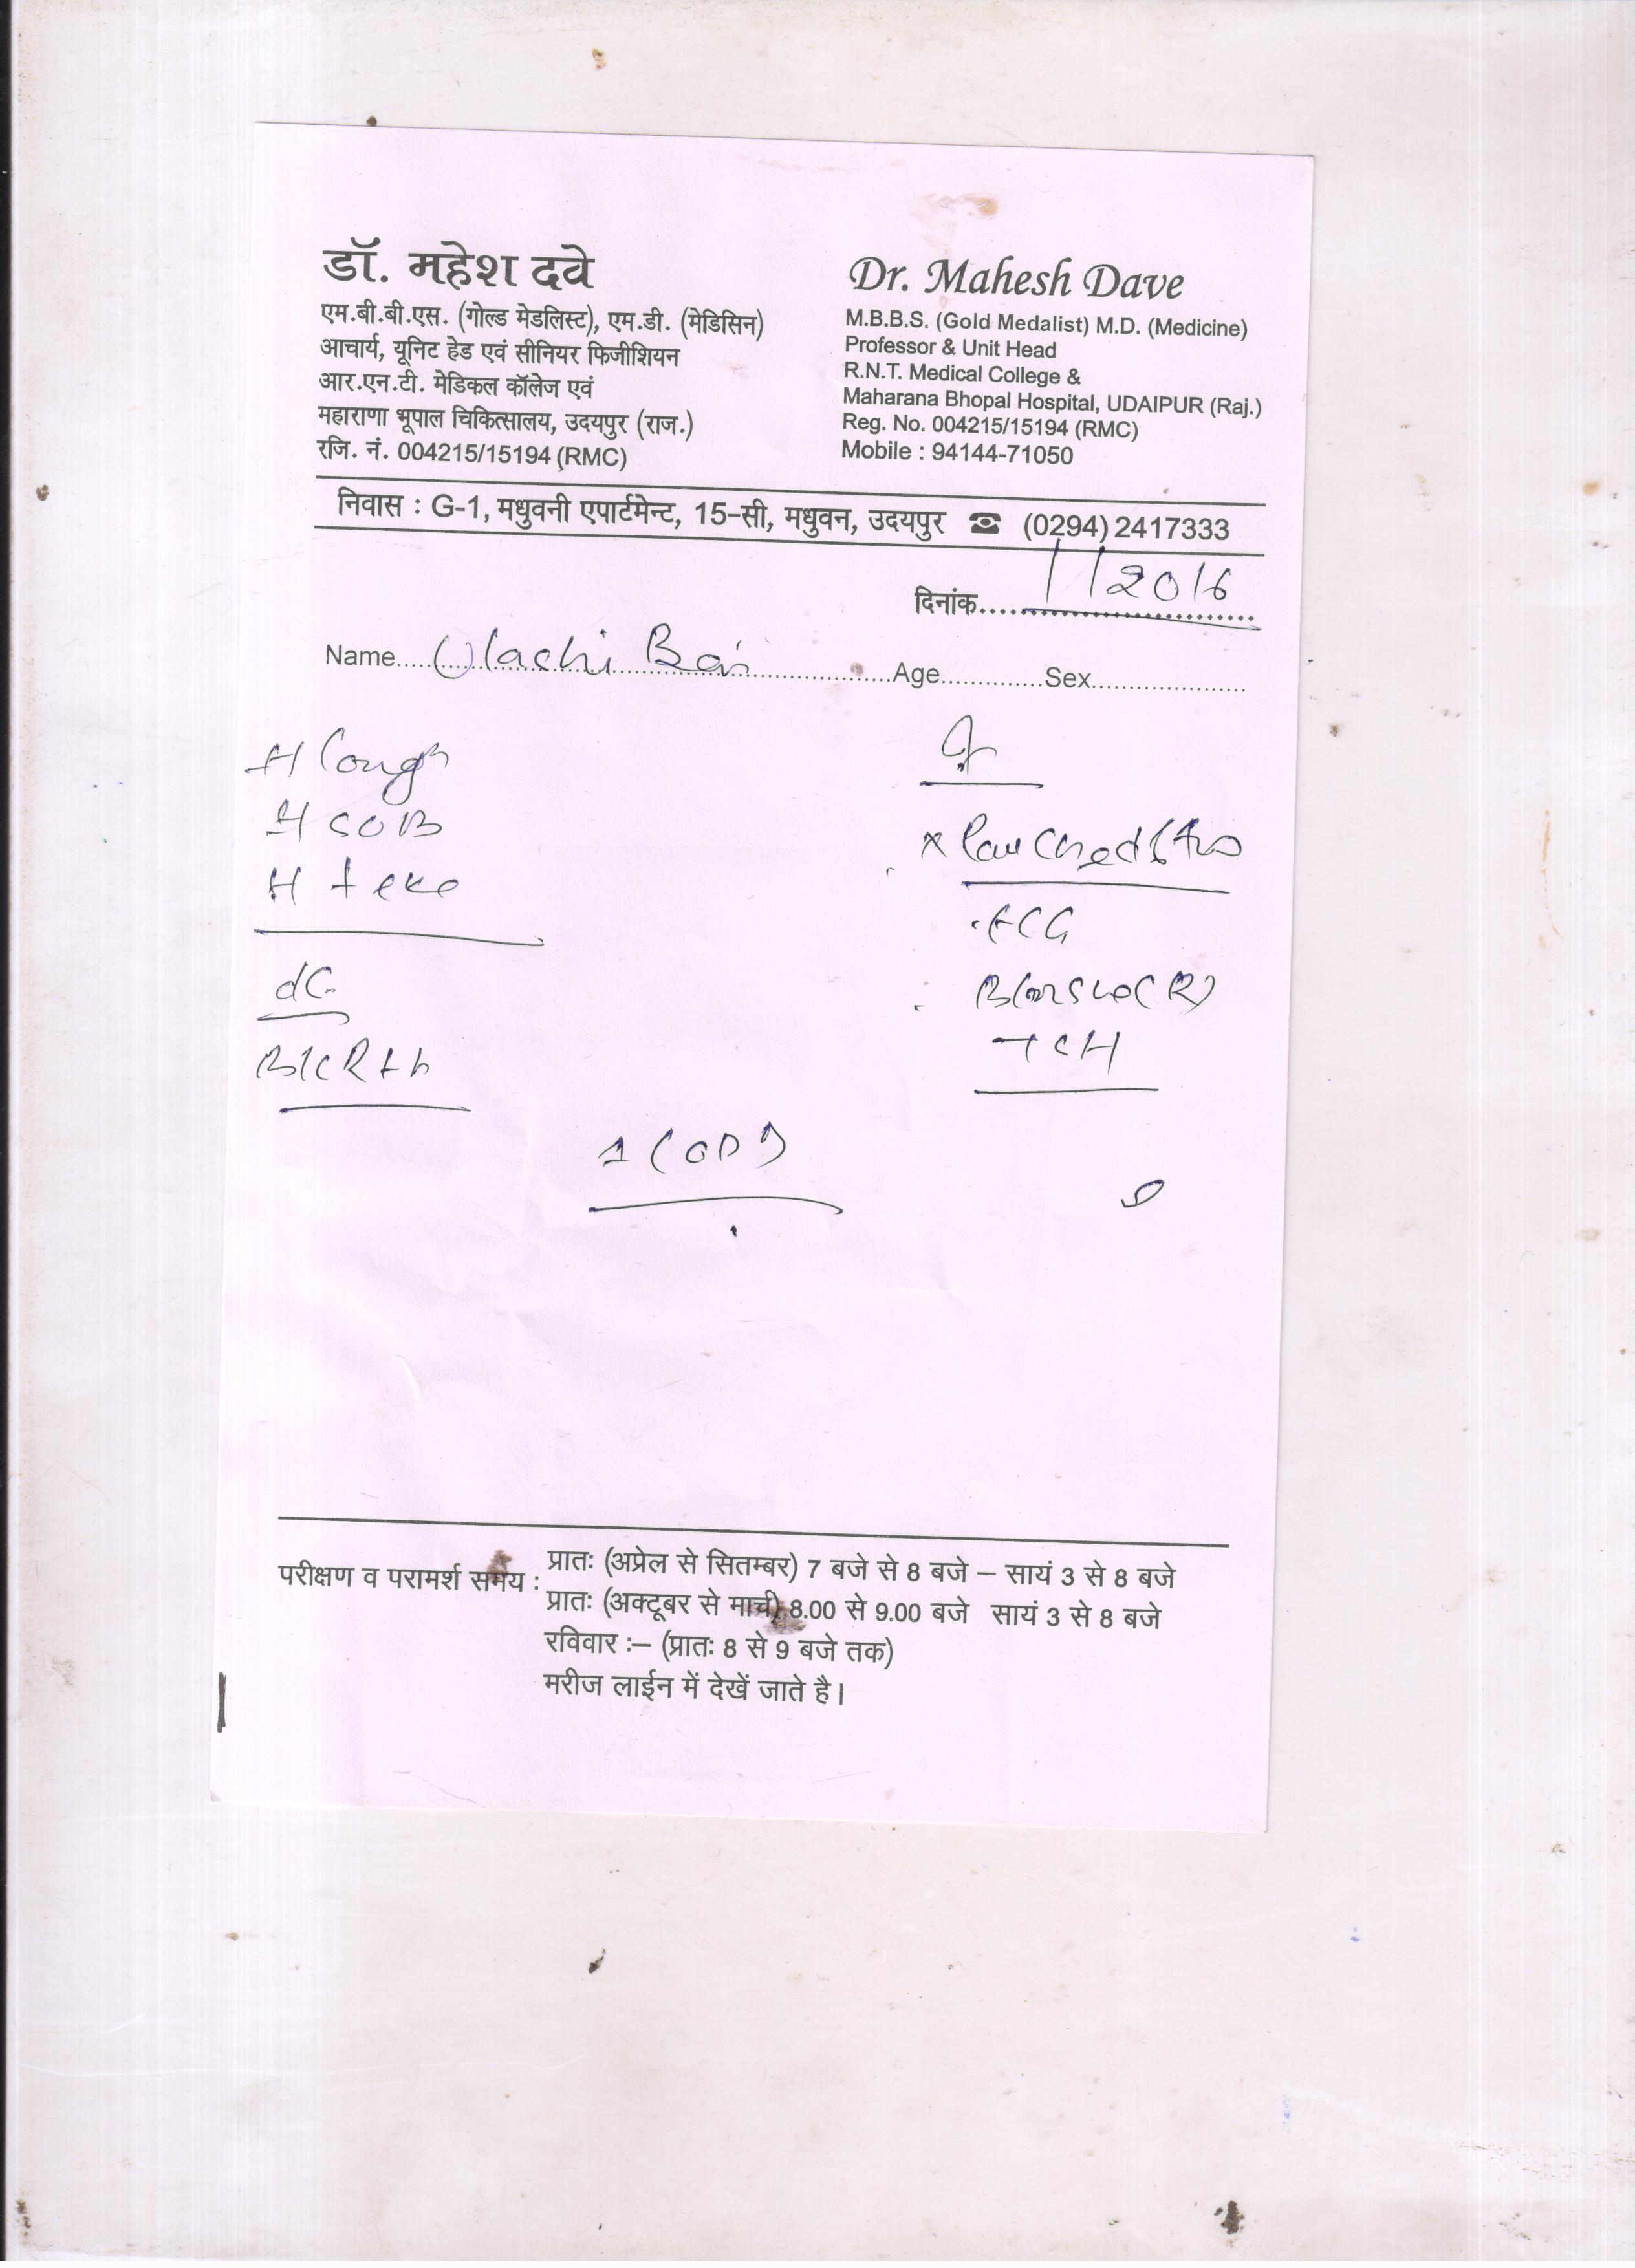 डॉ. महेश दवे
एम.बी.बी.एस. (गोल्ड मेडलिस्ट), एम.डी. (मेडिसिन)
आचार्य, यूनिट हेड एवं सीनियर फिजीशियन
आर.एन.टी. मेडिकल कॉलेज एवं
महाराणा भूपाल चिकित्सालय, उदयपुर (राज.)
रजि. नं. 004215/15194 (RMC)
Dr. Mahesh Dave
M.B.B.S. (Gold Medalist) M.D. (Medicine)
Professor & Unit Head
R.N.T. Medical College &
Maharana Bhopal Hospital, UDAIPUR (Raj.)
Reg. No. 004215/15194 (RMC)
Mobile : 94144-71050
निवास : G-1, मधुवनी एपार्टमेन्ट, 15-सी, मधुवन, उदयपुर ☎ (0294) 2417333
दिनांक..... / /2016
Name..... Bai Age.............Sex.....................
H Cough
H SOB
ECG
परीक्षण व परामर्श समय : प्रातः (अप्रेल से सितम्बर) 7 बजे से 8 बजे – सायं 3 से 8 बजे
प्रातः (अक्टूबर से मार्च) 8.00 से 9.00 बजे सायं 3 से 8 बजे
रविवार :– (प्रातः 8 से 9 बजे तक)
मरीज लाईन में देखें जाते है।